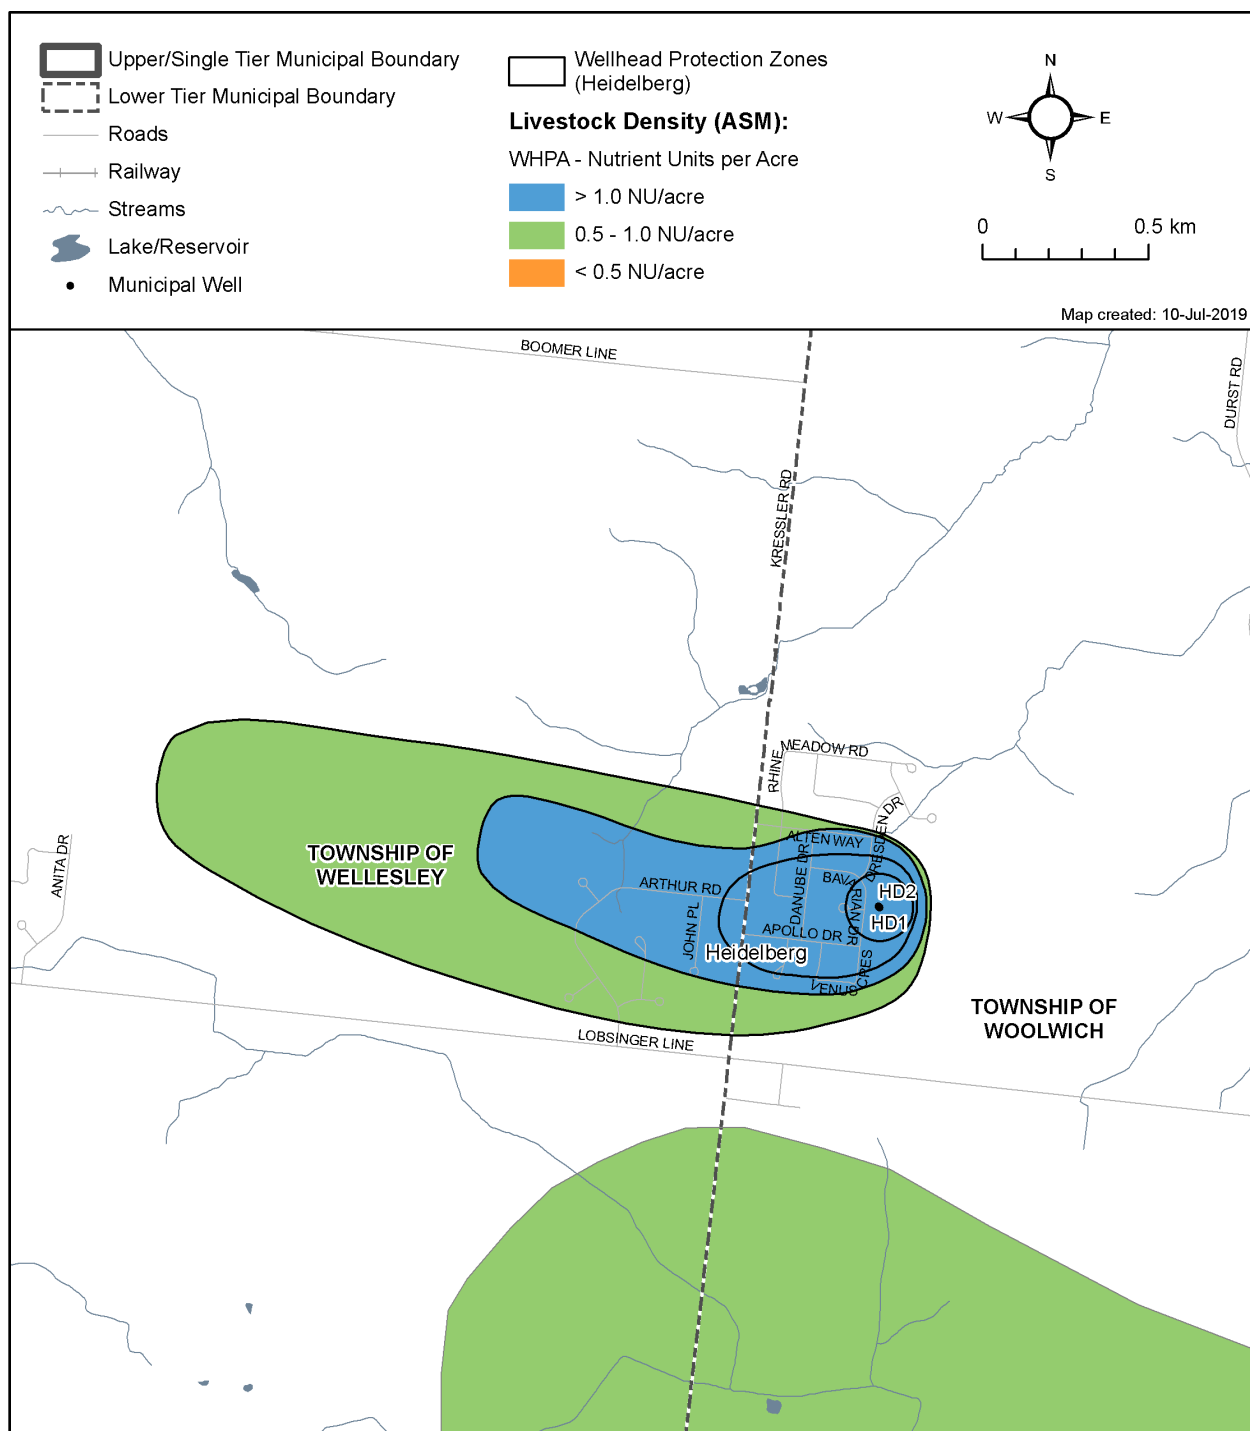 Upper/Single Tier Municipal Boundary
Lower Tier Municipal Boundary
Roads
Railway
Streams
Lake/Reservoir
Municipal Well
Wellhead Protection Zones
(Heidelberg)
Livestock Density (ASM):
WHPA - Nutrient Units per Acre
> 1.0 NU/acre
0.5 - 1.0 NU/acre
< 0.5 NU/acre
N
W E
S
0 0.5 km
Map created: 10-Jul-2019
BOOMER LINE
DURST RD
KRESSLER RD
MEADOW RD
RHINE
DRESDEN DR
ALTEN WAY
ANITA DR
TOWNSHIP OF
WELLESLEY
DANUBE DR
BAVARIAN DR
ARTHUR RD
HD2
HD1
JOHN PL
APOLLO DR
Heidelberg
VENUS
CRES
TOWNSHIP OF
WOOLWICH
LOBSINGER LINE